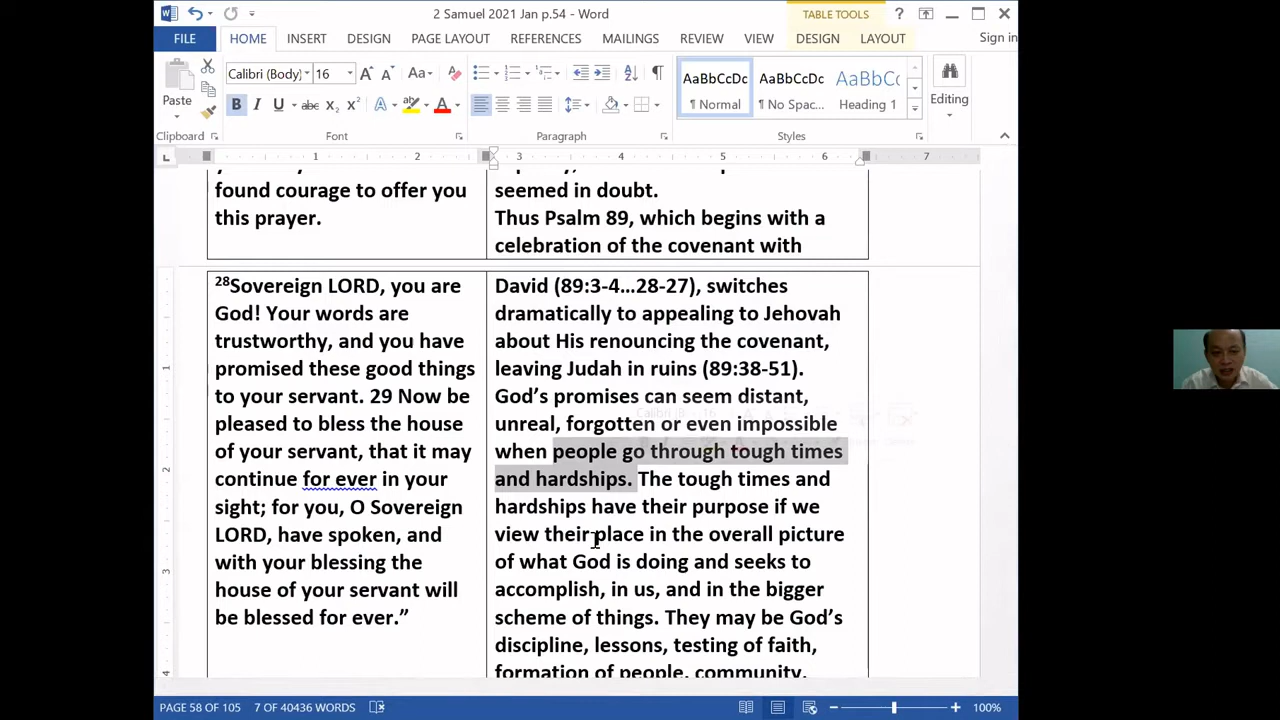 2 Samuel 2021 Jan p.54 - Word
TABLE TOOLS
FILE
HOME
INSERT
DESIGN
PAGE LAYOUT
REFERENCES
MAILINGS
REVIEW
VIEW
DESIGN
LAYOUT
Sign in
Paste
Calibri (Body)
16
Editing
AaBbCcDc
¶ Normal
AaBbCcDc
¶ No Spac...
AaBbCc
Heading 1
Clipboard
Font
Paragraph
Styles
1 2 3 4 5 6 7
found courage to offer you
this prayer.
seemed in doubt.
Thus Psalm 89, which begins with a
celebration of the covenant with
28Sovereign LORD, you are
God! Your words are
trustworthy, and you have
promised these good things
to your servant. 29 Now be
pleased to bless the house
of your servant, that it may
continue for ever in your
sight; for you, O Sovereign
LORD, have spoken, and
with your blessing the
house of your servant will
be blessed for ever.”
David (89:3-4…28-27), switches
dramatically to appealing to Jehovah
about His renouncing the covenant,
leaving Judah in ruins (89:38-51).
God’s promises can seem distant,
unreal, forgotten or even impossible
when people go through tough times
and hardships. The tough times and
hardships have their purpose if we
view their place in the overall picture
of what God is doing and seeks to
accomplish, in us, and in the bigger
scheme of things. They may be God’s
discipline, lessons, testing of faith,
formation of people, community,
PAGE 58 OF 105
7 OF 40436 WORDS
100%